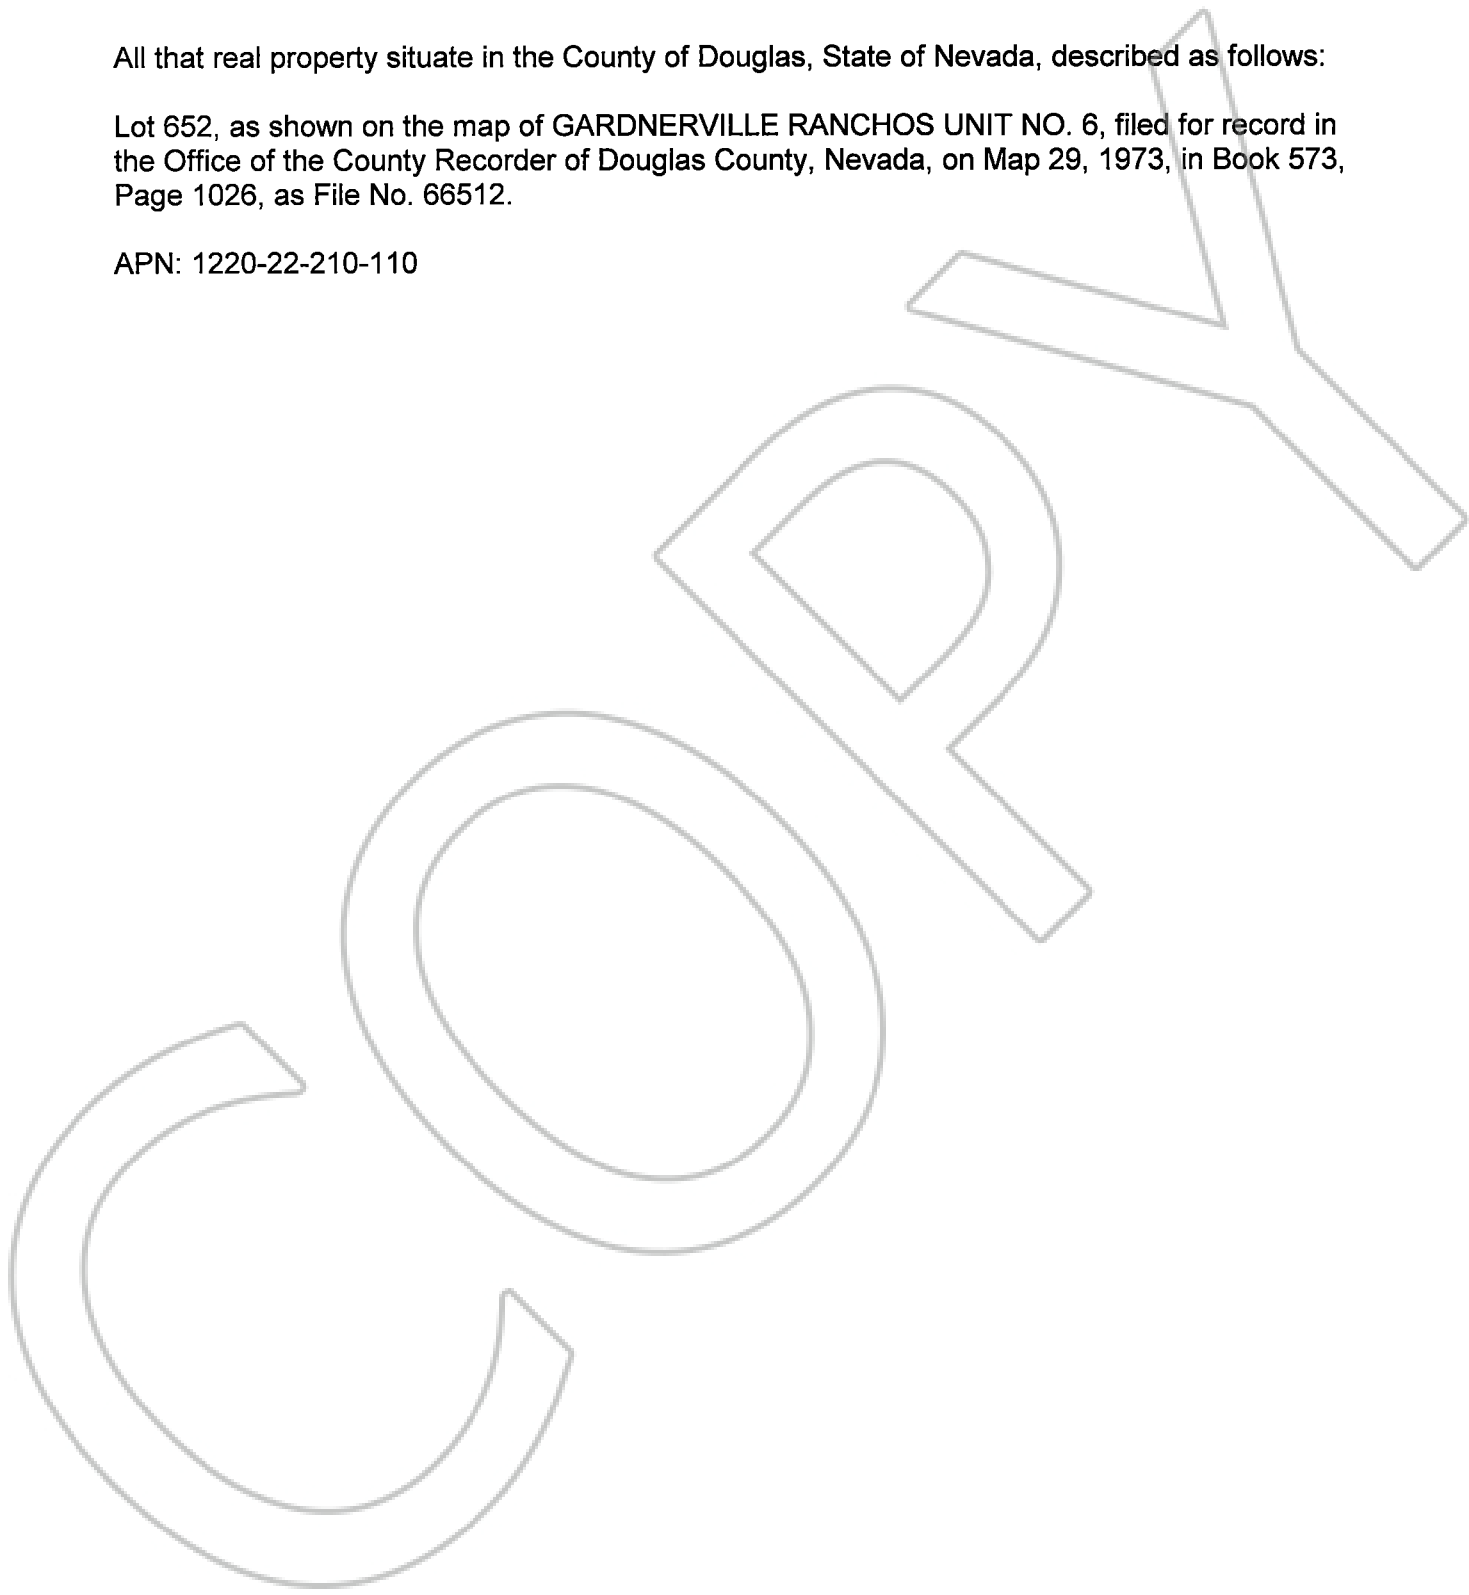 All that real property situate in the County of Douglas, State of Nevada, described as follows:
Lot 652, as shown on the map of GARDNERVILLE RANCHOS UNIT NO. 6, filed for record in
the Office of the County Recorder of Douglas County, Nevada, on Map 29, 1973, in Book 573,
Page 1026, as File No. 66512.
APN: 1220-22-210-110
COPY